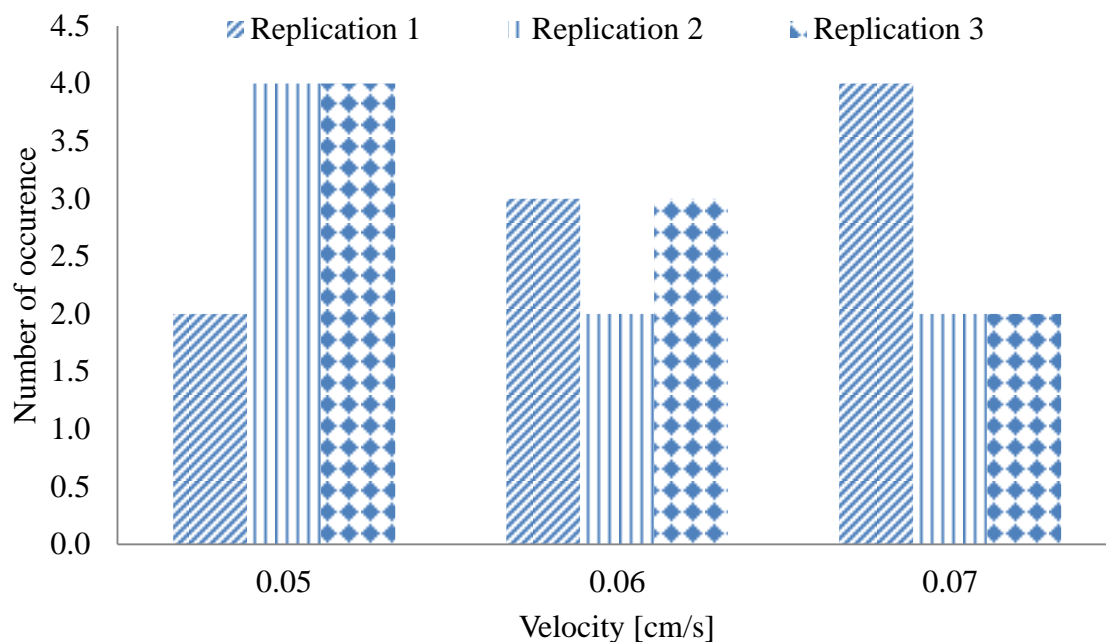 4.5
Replication 1 Replication 2 Replication 3
4.0
3.5
3.0
2.5
2.0
1.5
1.0
0.5
0.0
Number of occurence
0.05 0.06 0.07
Velocity [cm/s]